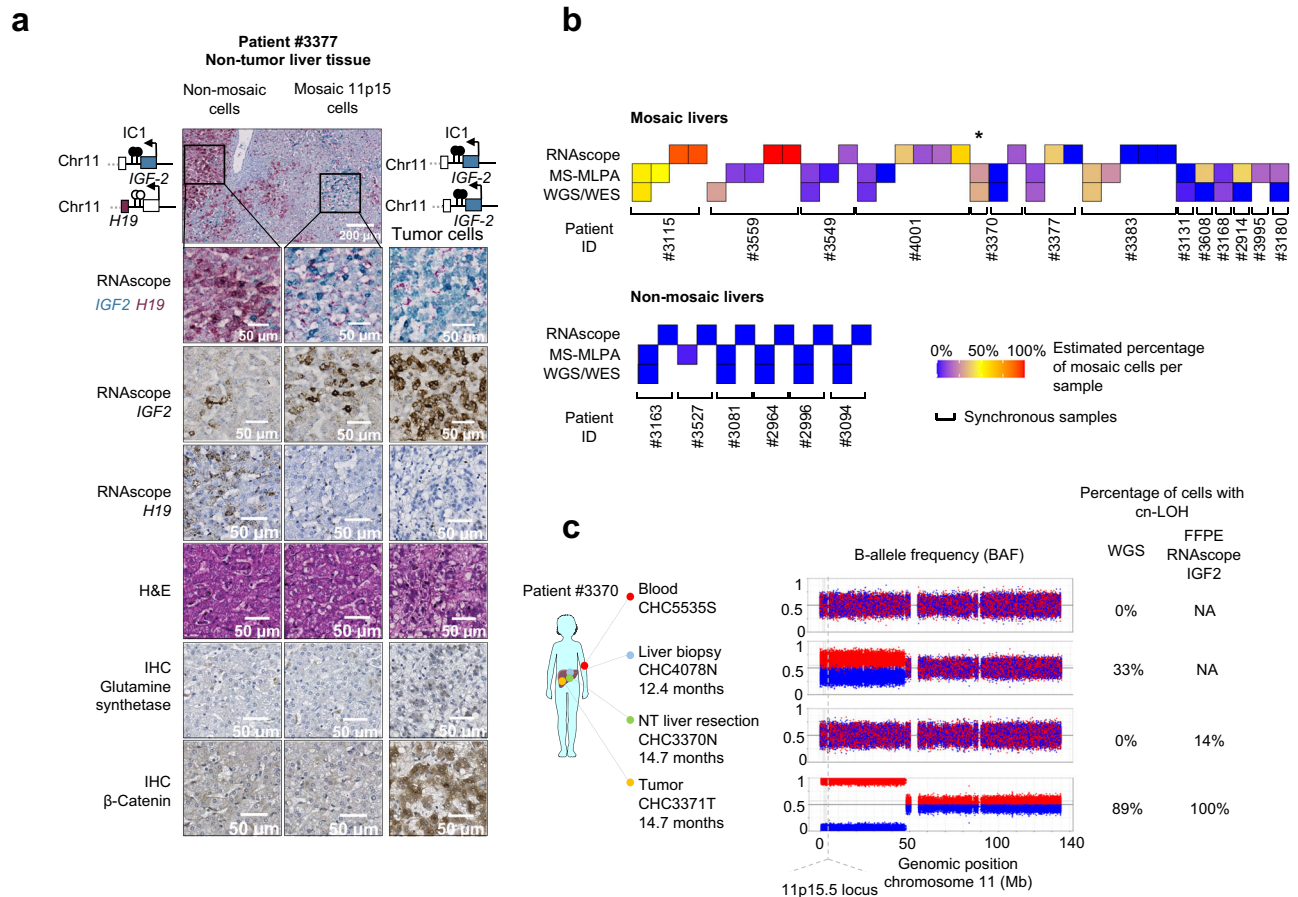 a
Patient #3377
Non-tumor liver tissue
Non-mosaic
cells
Mosaic 11p15
cells
IC1
Chr11
IGF-2
Chr11
H19
IC1
Chr11
IGF-2
Chr11
IGF-2
200 µm
Tumor cells
RNAscope
IGF2 H19
50 µm
50 µm
50 µm
RNAscope
IGF2
50 µm
50 µm
50 µm
RNAscope
H19
50 µm
50 µm
50 µm
H&E
50 µm
50 µm
50 µm
IHC
Glutamine
synthetase
50 µm
50 µm
50 µm
IHC
β-Catenin
50 µm
50 µm
50 µm
b
Mosaic livers
*
RNAscope
MS-MLPA
WGS/WES
Patient
ID
#3115
#3559
#3549
#4001
#3370
#3377
#3383
#3131
#3608
#3168
#2914
#3995
#3180
Non-mosaic livers
RNAscope
MS-MLPA
WGS/WES
Patient
ID
#3163
#3527
#3081
#2964
#2996
#3094
0% 50% 100%
Estimated percentage
of mosaic cells per
sample
Synchronous samples
c
Patient #3370
Blood
CHC5535S
Liver biopsy
CHC4078N
12.4 months
NT liver resection
CHC3370N
14.7 months
Tumor
CHC3371T
14.7 months
B-allele frequency (BAF)
1
0.5
0
1
0.5
0
1
0.5
0
1
0.5
0
0 50 100 140
Genomic position
chromosome 11 (Mb)
11p15.5 locus
Percentage of cells with
cn-LOH
WGS
FFPE
RNAscope
IGF2
0% NA
33% NA
0% 14%
89% 100%